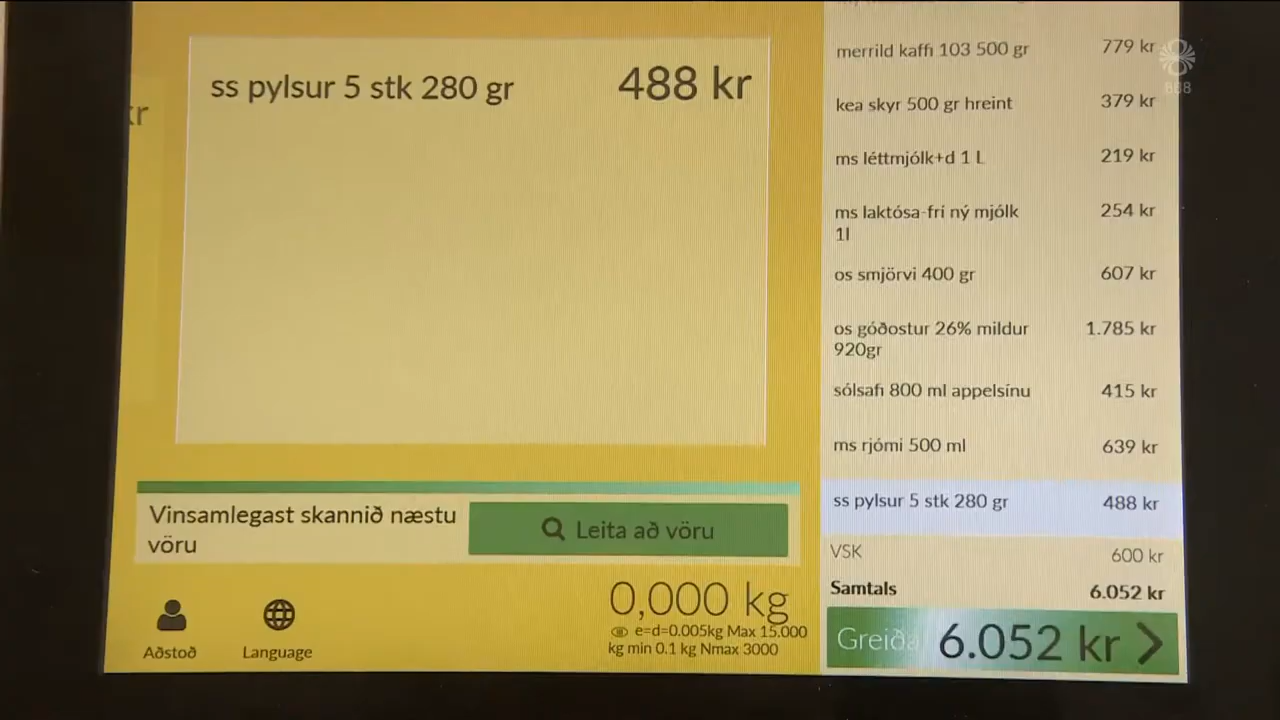 kr
ss pylsur 5 stk 280 gr 488 kr
Vinsamlegast skannið næstu
vöru
Leita að vöru
Aðstoð
Language
0,000 kg
e=d=0.005kg Max 15.000
kg min 0.1 kg Nmax 3000
merrild kaffi 103 500 gr 779 kr
kea skyr 500 gr hreint 379 kr
ms léttmjólk+d 1 L 219 kr
ms laktósa-frí ný mjólk 254 kr
1l
os smjörvi 400 gr 607 kr
os góðostur 26% mildur 1.785 kr
920gr
sólsafi 800 ml appelsínu 415 kr
ms rjómi 500 ml 639 kr
ss pylsur 5 stk 280 gr 488 kr
VSK 600 kr
Samtals 6.052 kr
Greiða 6.052 kr
888